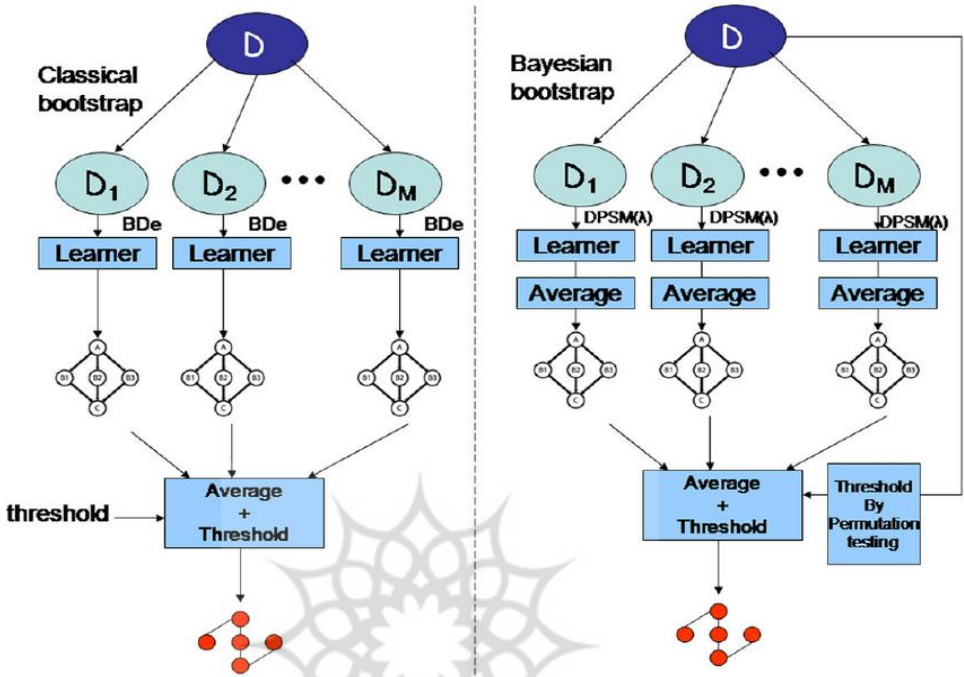 D
Classical
bootstrap
D1
D2
•••
DM
BDe
BDe
BDe
Learner
Learner
Learner
A
B1
B2
B3
C
A
B1
B2
B3
C
A
B1
B2
B3
C
threshold
Average
+
Threshold
D
Bayesian
bootstrap
D1
D2
•••
DM
DPSM(λ)
DPSM(λ)
DPSM(λ)
Learner
Learner
Learner
Average
Average
Average
A
B1
B2
B3
C
A
B1
B2
B3
C
A
B1
B2
B3
C
Average
+
Threshold
Threshold
By
Permutation
testing